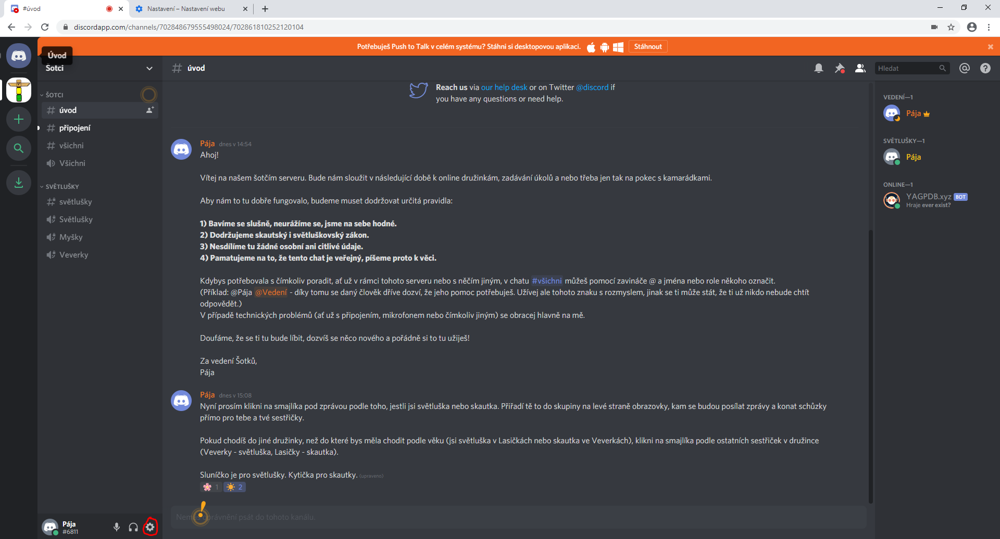 #úvod
Nastavení – Nastavení webu
discordapp.com/channels/702848679555498024/702861810252120104
Potřebuješ Push to Talk v celém systému? Stáhni si desktopovou aplikaci.
Stáhnout
Úvod
Šotci
úvod
Hledat
ŠOTCI
úvod
připojení
všichni
Všichni
SVĚTLUŠKY
světlušky
Světlušky
Myšky
Veverky
Pája
#6811
Reach us via our help desk or on Twitter @discord if
you have any questions or need help.
Pája dnes v 14:54
Ahoj!
Vítej na našem šotčím serveru. Bude nám sloužit v následující době k online družinkám, zadávání úkolů a nebo třeba jen tak na pokec s kamarádkami.
Aby nám to tu dobře fungovalo, budeme muset dodržovat určitá pravidla:
1) Bavíme se slušně, neurážíme se, jsme na sebe hodné.
2) Dodržujeme skautský i světluškovský zákon.
3) Nesdílíme tu žádné osobní ani citlivé údaje.
4) Pamatujeme na to, že tento chat je veřejný, píšeme proto k věci.
Kdybys potřebovala s čímkoliv poradit, ať už v rámci tohoto serveru nebo s něčím jiným, v chatu #všichni můžeš pomocí zavináče @ a jména nebo role někoho označit.
(Příklad: @Pája @Vedení - díky tomu se daný člověk dříve dozví, že jeho pomoc potřebuješ. Užívej ale tohoto znaku s rozmyslem, jinak se ti může stát, že ti už nikdo nebude chtít
odpovědět.)
V případě technických problémů (ať už s připojením, mikrofonem nebo čímkoliv jiným) se obracej hlavně na mě.
Doufáme, že se ti tu bude líbit, dozvíš se něco nového a pořádně si to tu užiješ!
Za vedení Šotků,
Pája
Pája dnes v 15:08
Nyní prosím klikni na smajlíka pod zprávou podle toho, jestli jsi světluška nebo skautka. Přiřadí tě to do skupiny na levé straně obrazovky, kam se budou posílat zprávy a konat schůzky
přímo pro tebe a tvé sestřičky.
Pokud chodíš do jiné družinky, než do které bys měla chodit podle věku (jsi světluška v Lasičkách nebo skautka ve Veverkách), klikni na smajlíka podle ostatních sestřiček v družince
(Veverky - světluška, Lasičky - skautka).
Sluníčko je pro světlušky. Kytička pro skautky. (upraveno)
1 2
oprávnění psát do tohoto kanálu.
VEDENÍ—1
Pája
SVĚTLUŠKY—1
Pája
ONLINE—1
YAGPDB.xyz BOT
Hraje ever exist?